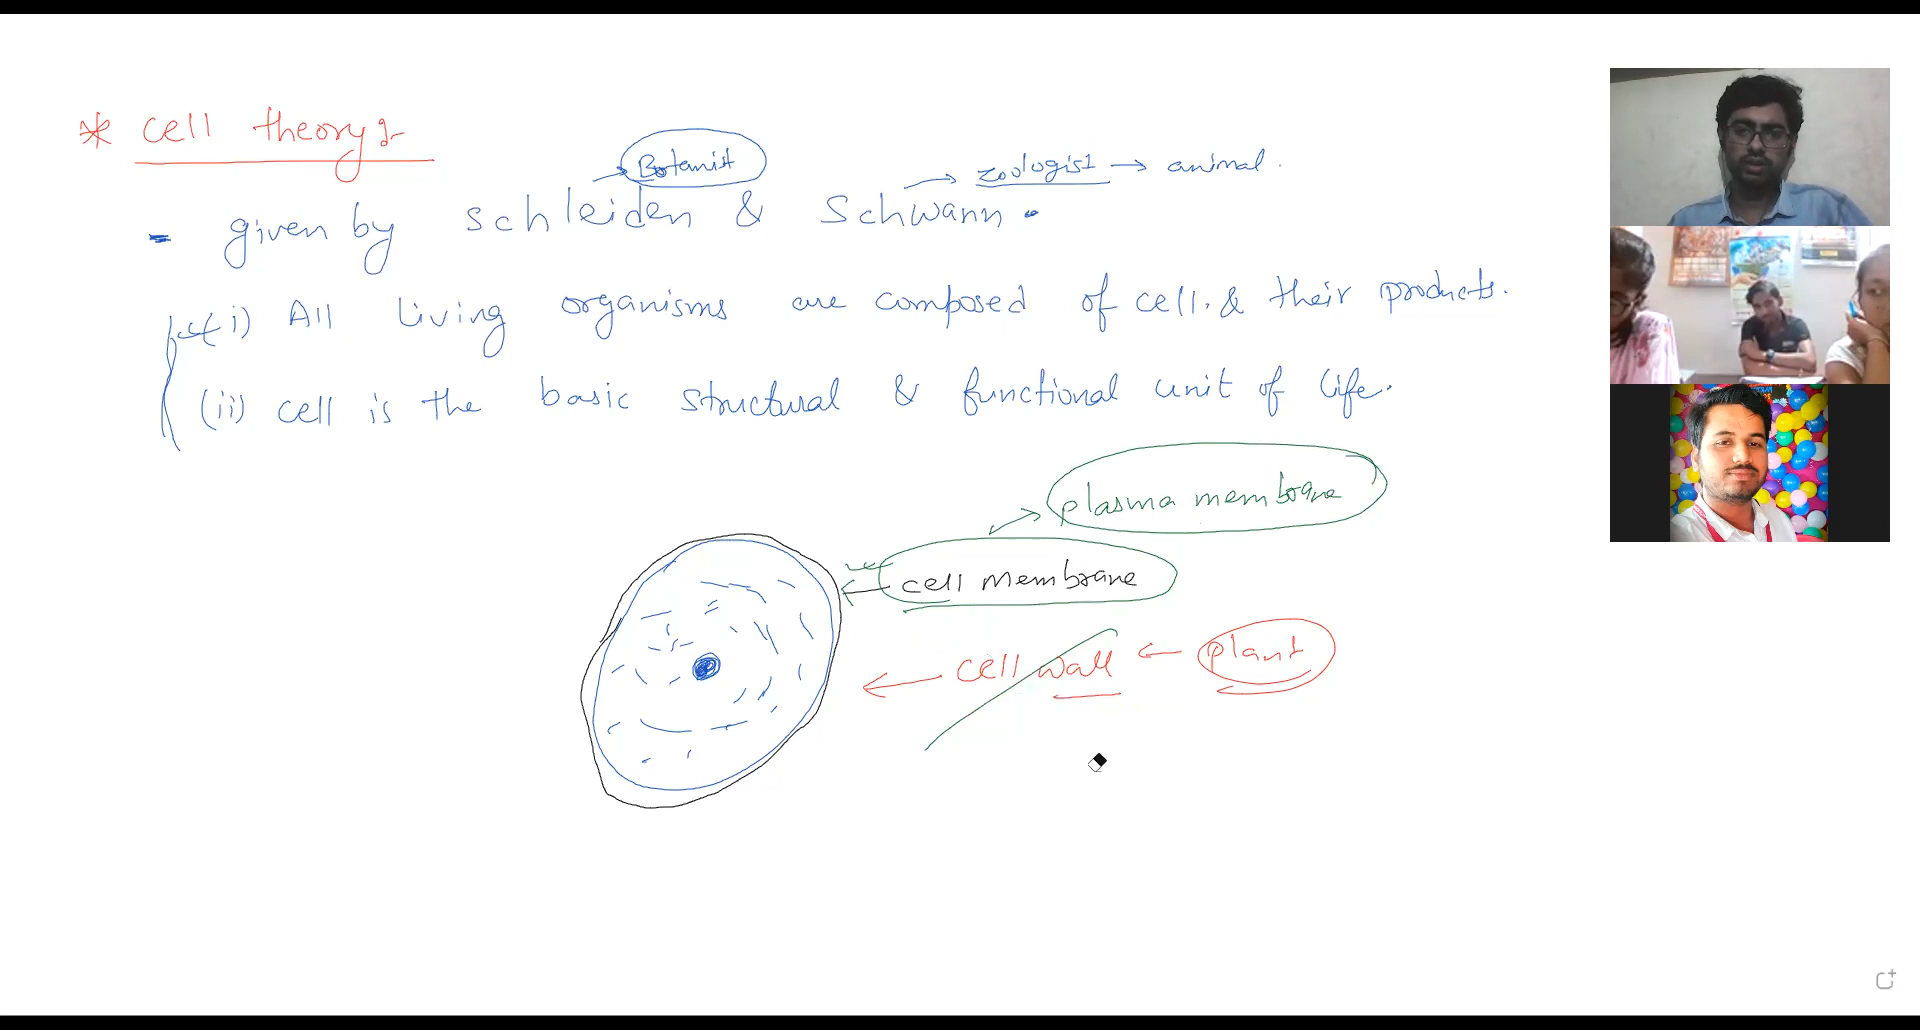 * Cell theory :-
Botanist zoologist → animal.
- given by Schleiden & Schwann.
(i) All living organisms are composed of cell. & their products.
(ii) cell is the basic structural & functional unit of life.
plasma membrane
cell membrane
cell wall ← plant